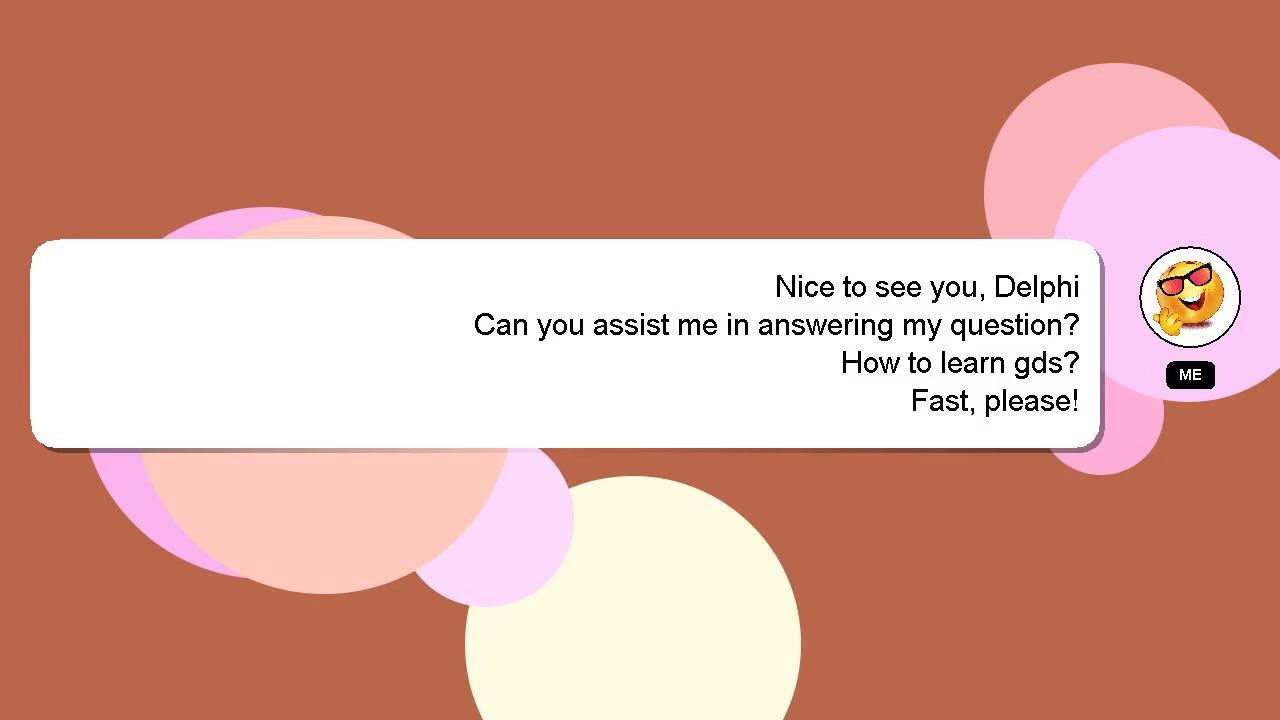 Nice to see you, Delphi
Can you assist me in answering my question?
How to learn gds?
Fast, please!
ME